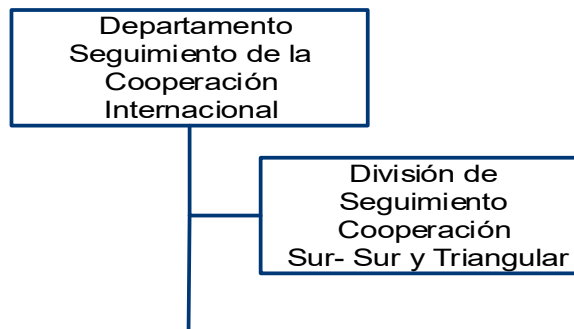 Departamento
Seguimiento de la
Cooperación
Internacional
División de
Seguimiento
Cooperación
Sur- Sur y Triangular